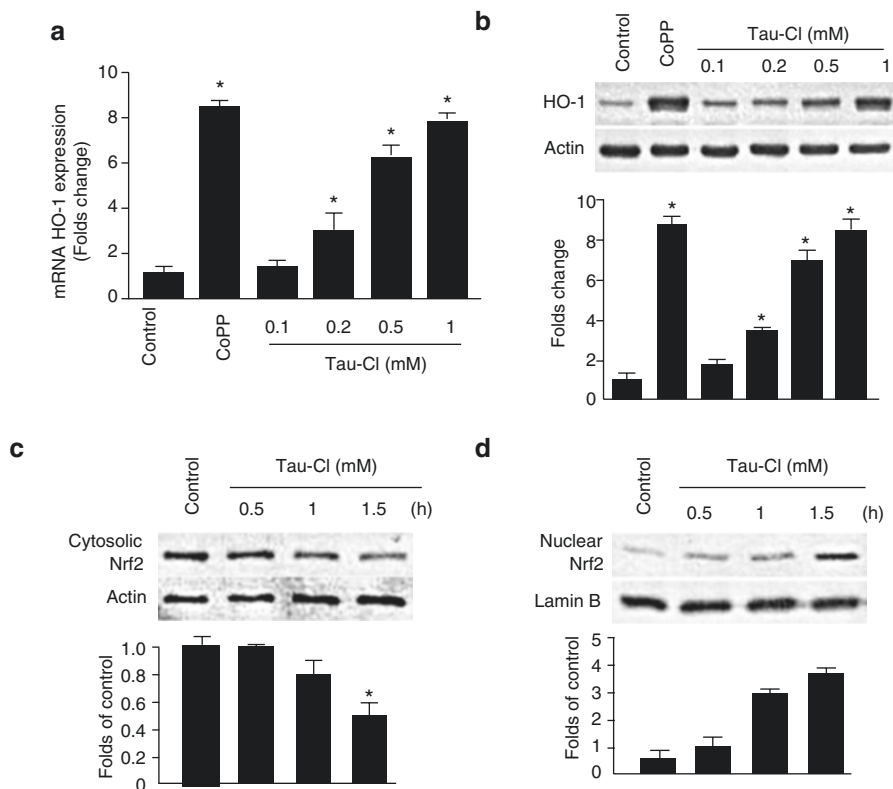 a
mRNA HO-1 expression
(Folds change)
10
8
6
4
2
0
*
*
*
*
Control
CoPP
0.1 0.2 0.5 1
Tau-Cl (mM)
b
Control
CoPP
Tau-Cl (mM)
0.1 0.2 0.5 1
HO-1
Actin
Folds change
10
8
6
4
2
0
*
*
*
*
c
Control
Tau-Cl (mM)
0.5 1 1.5 (h)
Cytosolic
Nrf2
Actin
Folds of control
1.0
0.8
0.6
0.4
0.2
0
*
d
Control
Tau-Cl (mM)
0.5 1 1.5 (h)
Nuclear
Nrf2
Lamin B
Folds of control
5
4
3
2
1
0